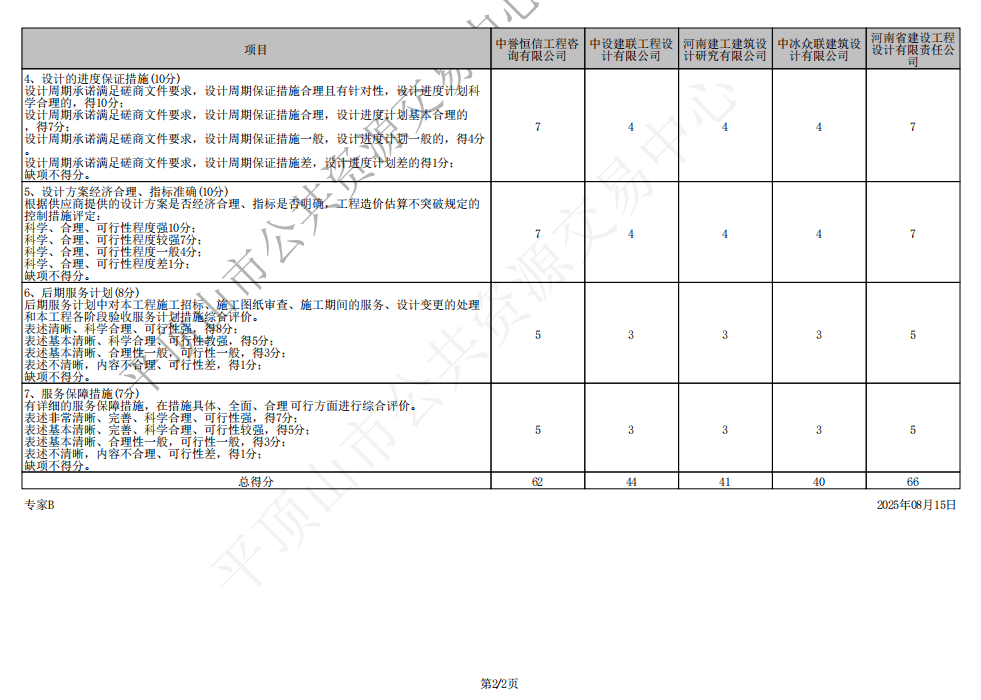 项目
中誉恒信工程咨
询有限公司
中设建联工程设
计有限公司
河南建工建筑设
计研究有限公司
中冰众联建筑设
计有限公司
河南省建设工程
设计有限责任公
司
4、设计的进度保证措施(10分)
设计周期承诺满足磋商文件要求，设计周期保证措施合理且有针对性，设计进度计划科
学合理的，得10分；
设计周期承诺满足磋商文件要求，设计周期保证措施合理，设计进度计划基本合理的
，得7分；
设计周期承诺满足磋商文件要求，设计周期保证措施一般，设计进度计划一般的，得4分
。
设计周期承诺满足磋商文件要求，设计周期保证措施差，设计进度计划差的得1分；
缺项不得分。
7
4
4
4
7
5、设计方案经济合理、指标准确(10分)
根据供应商提供的设计方案是否经济合理、指标是否明确，工程造价估算不突破规定的
控制措施评定：
科学、合理、可行性程度强10分；
科学、合理、可行性程度较强7分；
科学、合理、可行性程度一般4分；
科学、合理、可行性程度差1分；
缺项不得分。
7
4
4
4
7
6、后期服务计划(8分)
后期服务计划中对本工程施工招标、施工图纸审查、施工期间的服务、设计变更的处理
和本工程各阶段验收服务计划措施综合评价。
表述清晰、科学合理、可行性强，得8分；
表述基本清晰、科学合理、可行性教强，得5分；
表述基本清晰、合理性一般，可行性一般，得3分；
表述不清晰，内容不合理、可行性差，得1分；
缺项不得分。
5
3
3
3
5
7、服务保障措施(7分)
有详细的服务保障措施，在措施具体、全面、合理 可行方面进行综合评价。
表述非常清晰、完善、科学合理、可行性强，得7分；
表述基本清晰、完善、科学合理、可行性较强，得5分；
表述基本清晰、合理性一般，可行性一般，得3分；
表述不清晰，内容不合理、可行性差，得1分；
缺项不得分。
5
3
3
3
5
总得分
62
44
41
40
66
专家B
2025年08月15日
平顶山市公共资源交易中心
平顶山市公共资源交易中心
第2/2页